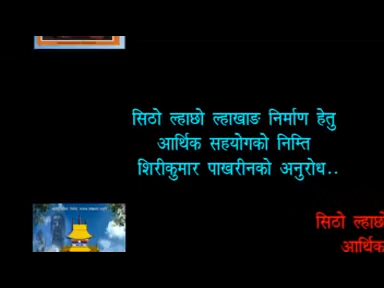 सिठो ल्हाछो ल्हाखाङ निर्माण हेतु
आर्थिक सहयोगको निम्ति
शिरीकुमार पाखरीनको अनुरोध..
सिठो ल्हाछो
आर्थिक